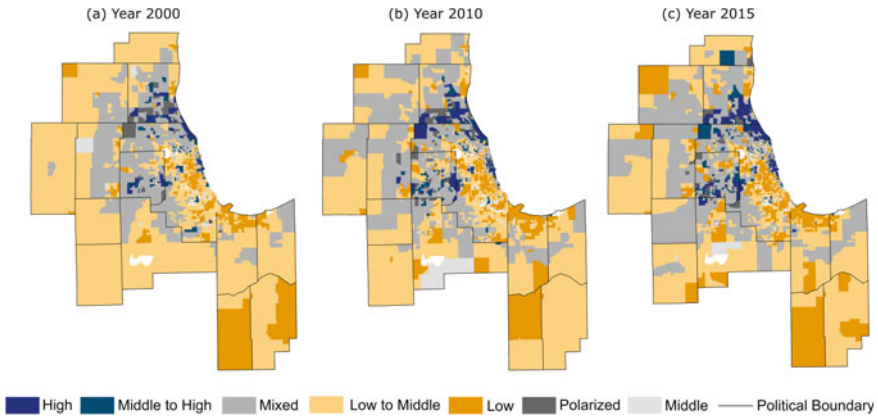 (a) Year 2000 (b) Year 2010 (c) Year 2015
High Middle to High Mixed Low to Middle Low Polarized Middle Political Boundary